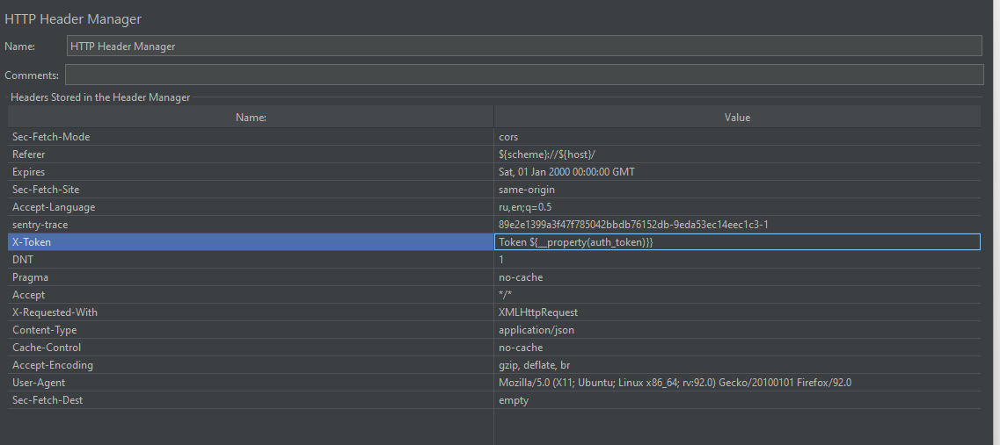 HTTP Header Manager
Name: HTTP Header Manager
Comments:
Headers Stored in the Header Manager
Name: Value
Sec-Fetch-Mode cors
Referer ${scheme}://${host}/
Expires Sat, 01 Jan 2000 00:00:00 GMT
Sec-Fetch-Site same-origin
Accept-Language ru,en;q=0.5
sentry-trace 89e2e1399a3f47f785042bbdb76152db-9eda53ec14eec1c3-1
X-Token Token ${__property(auth_token))}
DNT 1
Pragma no-cache
Accept */*
X-Requested-With XMLHttpRequest
Content-Type application/json
Cache-Control no-cache
Accept-Encoding gzip, deflate, br
User-Agent Mozilla/5.0 (X11; Ubuntu; Linux x86_64; rv:92.0) Gecko/20100101 Firefox/92.0
Sec-Fetch-Dest empty